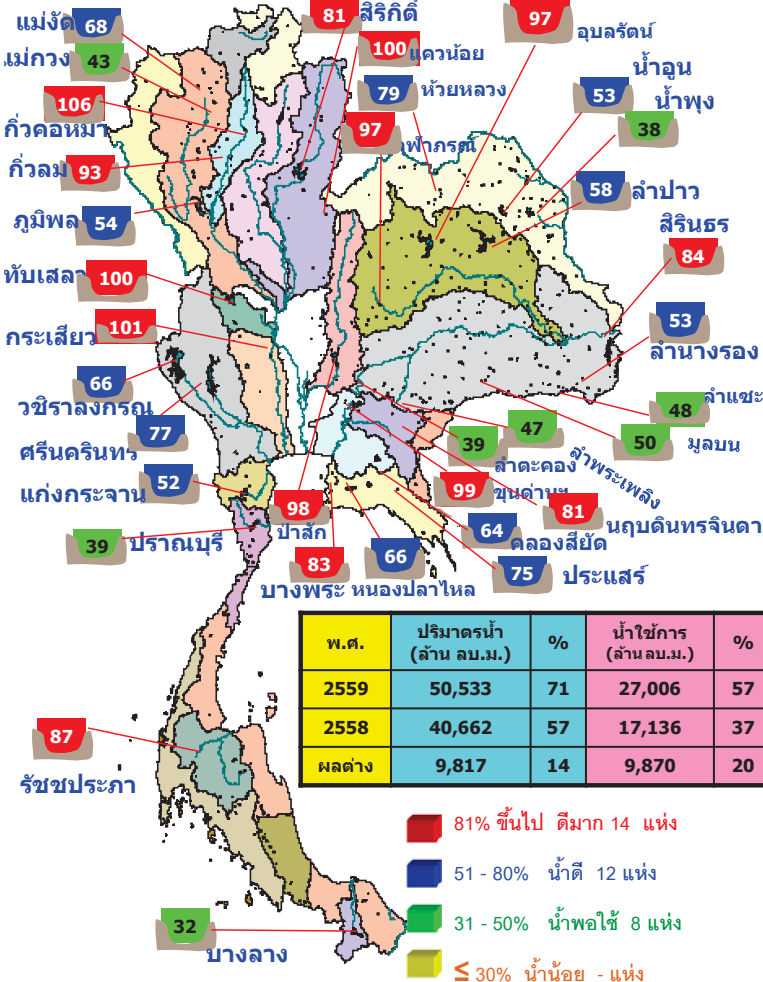 81
สิริกิติ์
97
อุบลรัตน์
แม่งัด
68
แม่กวง
43
100
แควน้อย
79
ห้วยหลวง
น้ำอูน
53
น้ำพุง
38
106
กิ่วคอหมา
97
ฬาภรณ์
กิ่วลม
93
58
ลำปาว
ภูมิพล
54
สิรินธร
84
ทับเสลา
100
กระเสียว
101
53
ลำนางรอง
66
วชิราลงกรณ
77
ศรีนครินทร
48
ลำแซะ
47
50
มูลบน
39
ลำตะคอง
ลำพระเพลิง
แก่งกระจาน
52
99
ขุนด่านฯ
98
ป่าสัก
81
นฤบดินทรจินดา
39
ปราณบุรี
64
คลองสียัด
83
บางพระ
66
หนองปลาไหล
75
ประแสร์
พ.ศ. ปริมาตรน้ำ (ล้าน ลบ.ม.) % น้ำใช้การ (ล้าน ลบ.ม.) %
2559 50,533 71 27,006 57
2558 40,662 57 17,136 37
ผลต่าง 9,817 14 9,870 20
87
รัชชประภา
81% ขึ้นไป ดีมาก 14 แห่ง
51 - 80% น้ำดี 12 แห่ง
31 - 50% น้ำพอใช้ 8 แห่ง
≤ 30% น้ำน้อย - แห่ง
32
บางลาง